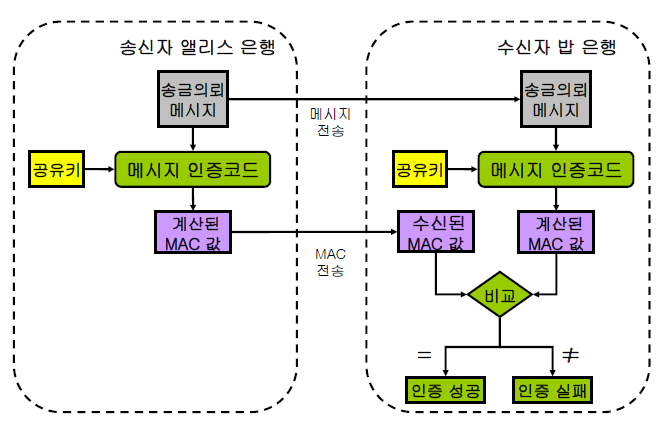 송신자 앨리스 은행
수신자 밥 은행
송금의뢰
메시지
송금의뢰
메시지
메시지
전송
공유키
메시지 인증코드
공유키
메시지 인증코드
계산된
MAC 값
수신된
MAC 값
계산된
MAC 값
MAC
전송
비교
=
≠
인증 성공
인증 실패